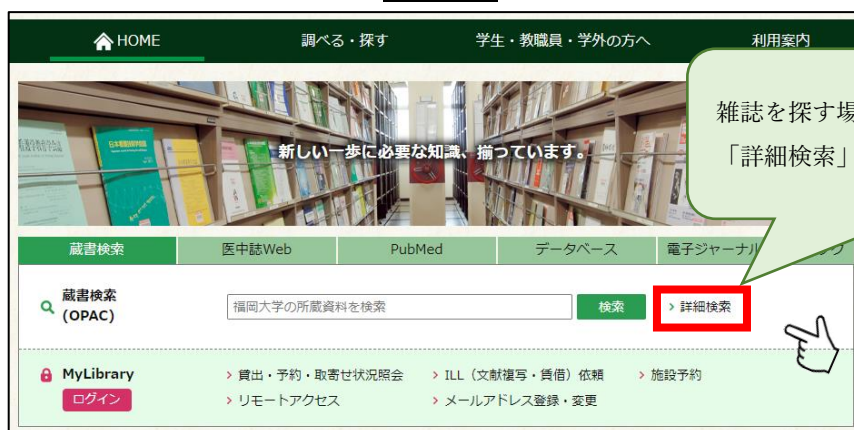 HOME
調べる・探す
学生・教職員・学外の方へ
利用案内
雑誌を探す場
「詳細検索」
新しい一歩に必要な知識、揃っています。
蔵書検索
医中誌Web
PubMed
データベース
電子ジャーナル
蔵書検索
(OPAC)
福岡大学の所蔵資料を検索
検索
詳細検索
MyLibrary
ログイン
貸出・予約・取寄せ状況照会
ILL（文献複写・貸借）依頼
施設予約
リモートアクセス
メールアドレス登録・変更